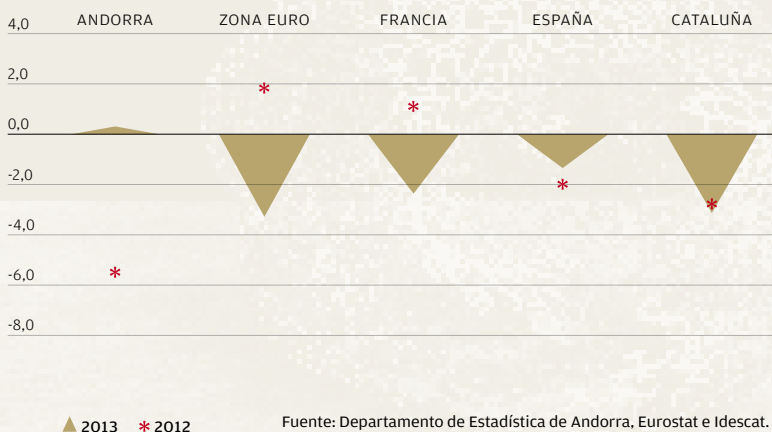 ANDORRA ZONA EURO FRANCIA ESPAÑA CATALUÑA
4,0
2,0
0,0
-2,0
-4,0
-6,0
-8,0
* * * * *
2013 * 2012
Fuente: Departamento de Estadística de Andorra, Eurostat e Idescat.